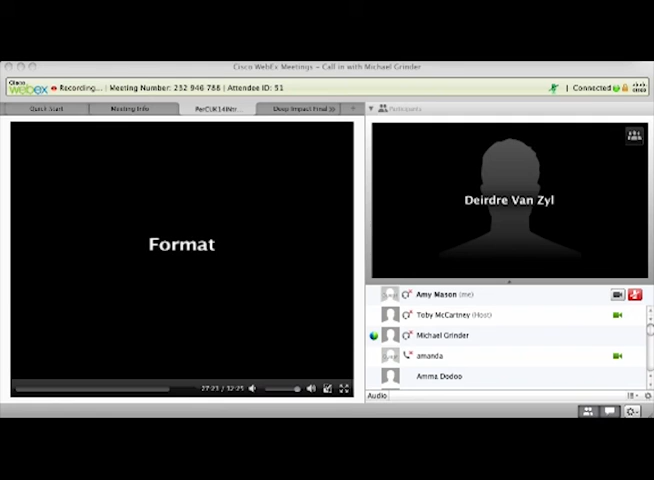 Cisco WebEx Meetings - Call in with Michael Grinder
Cisco
webex Recording... | Meeting Number: 232 946 788 | Attendee ID: 51 | Connected
Quick Start Meeting Info Deep Impact Final
Participants
Deirdre Van Zyl
Format
Amy Mason (me)
Toby McCartney (Host)
Michael Grinder
amanda
Amma Dodoo
27:23 / 32:25
Audio